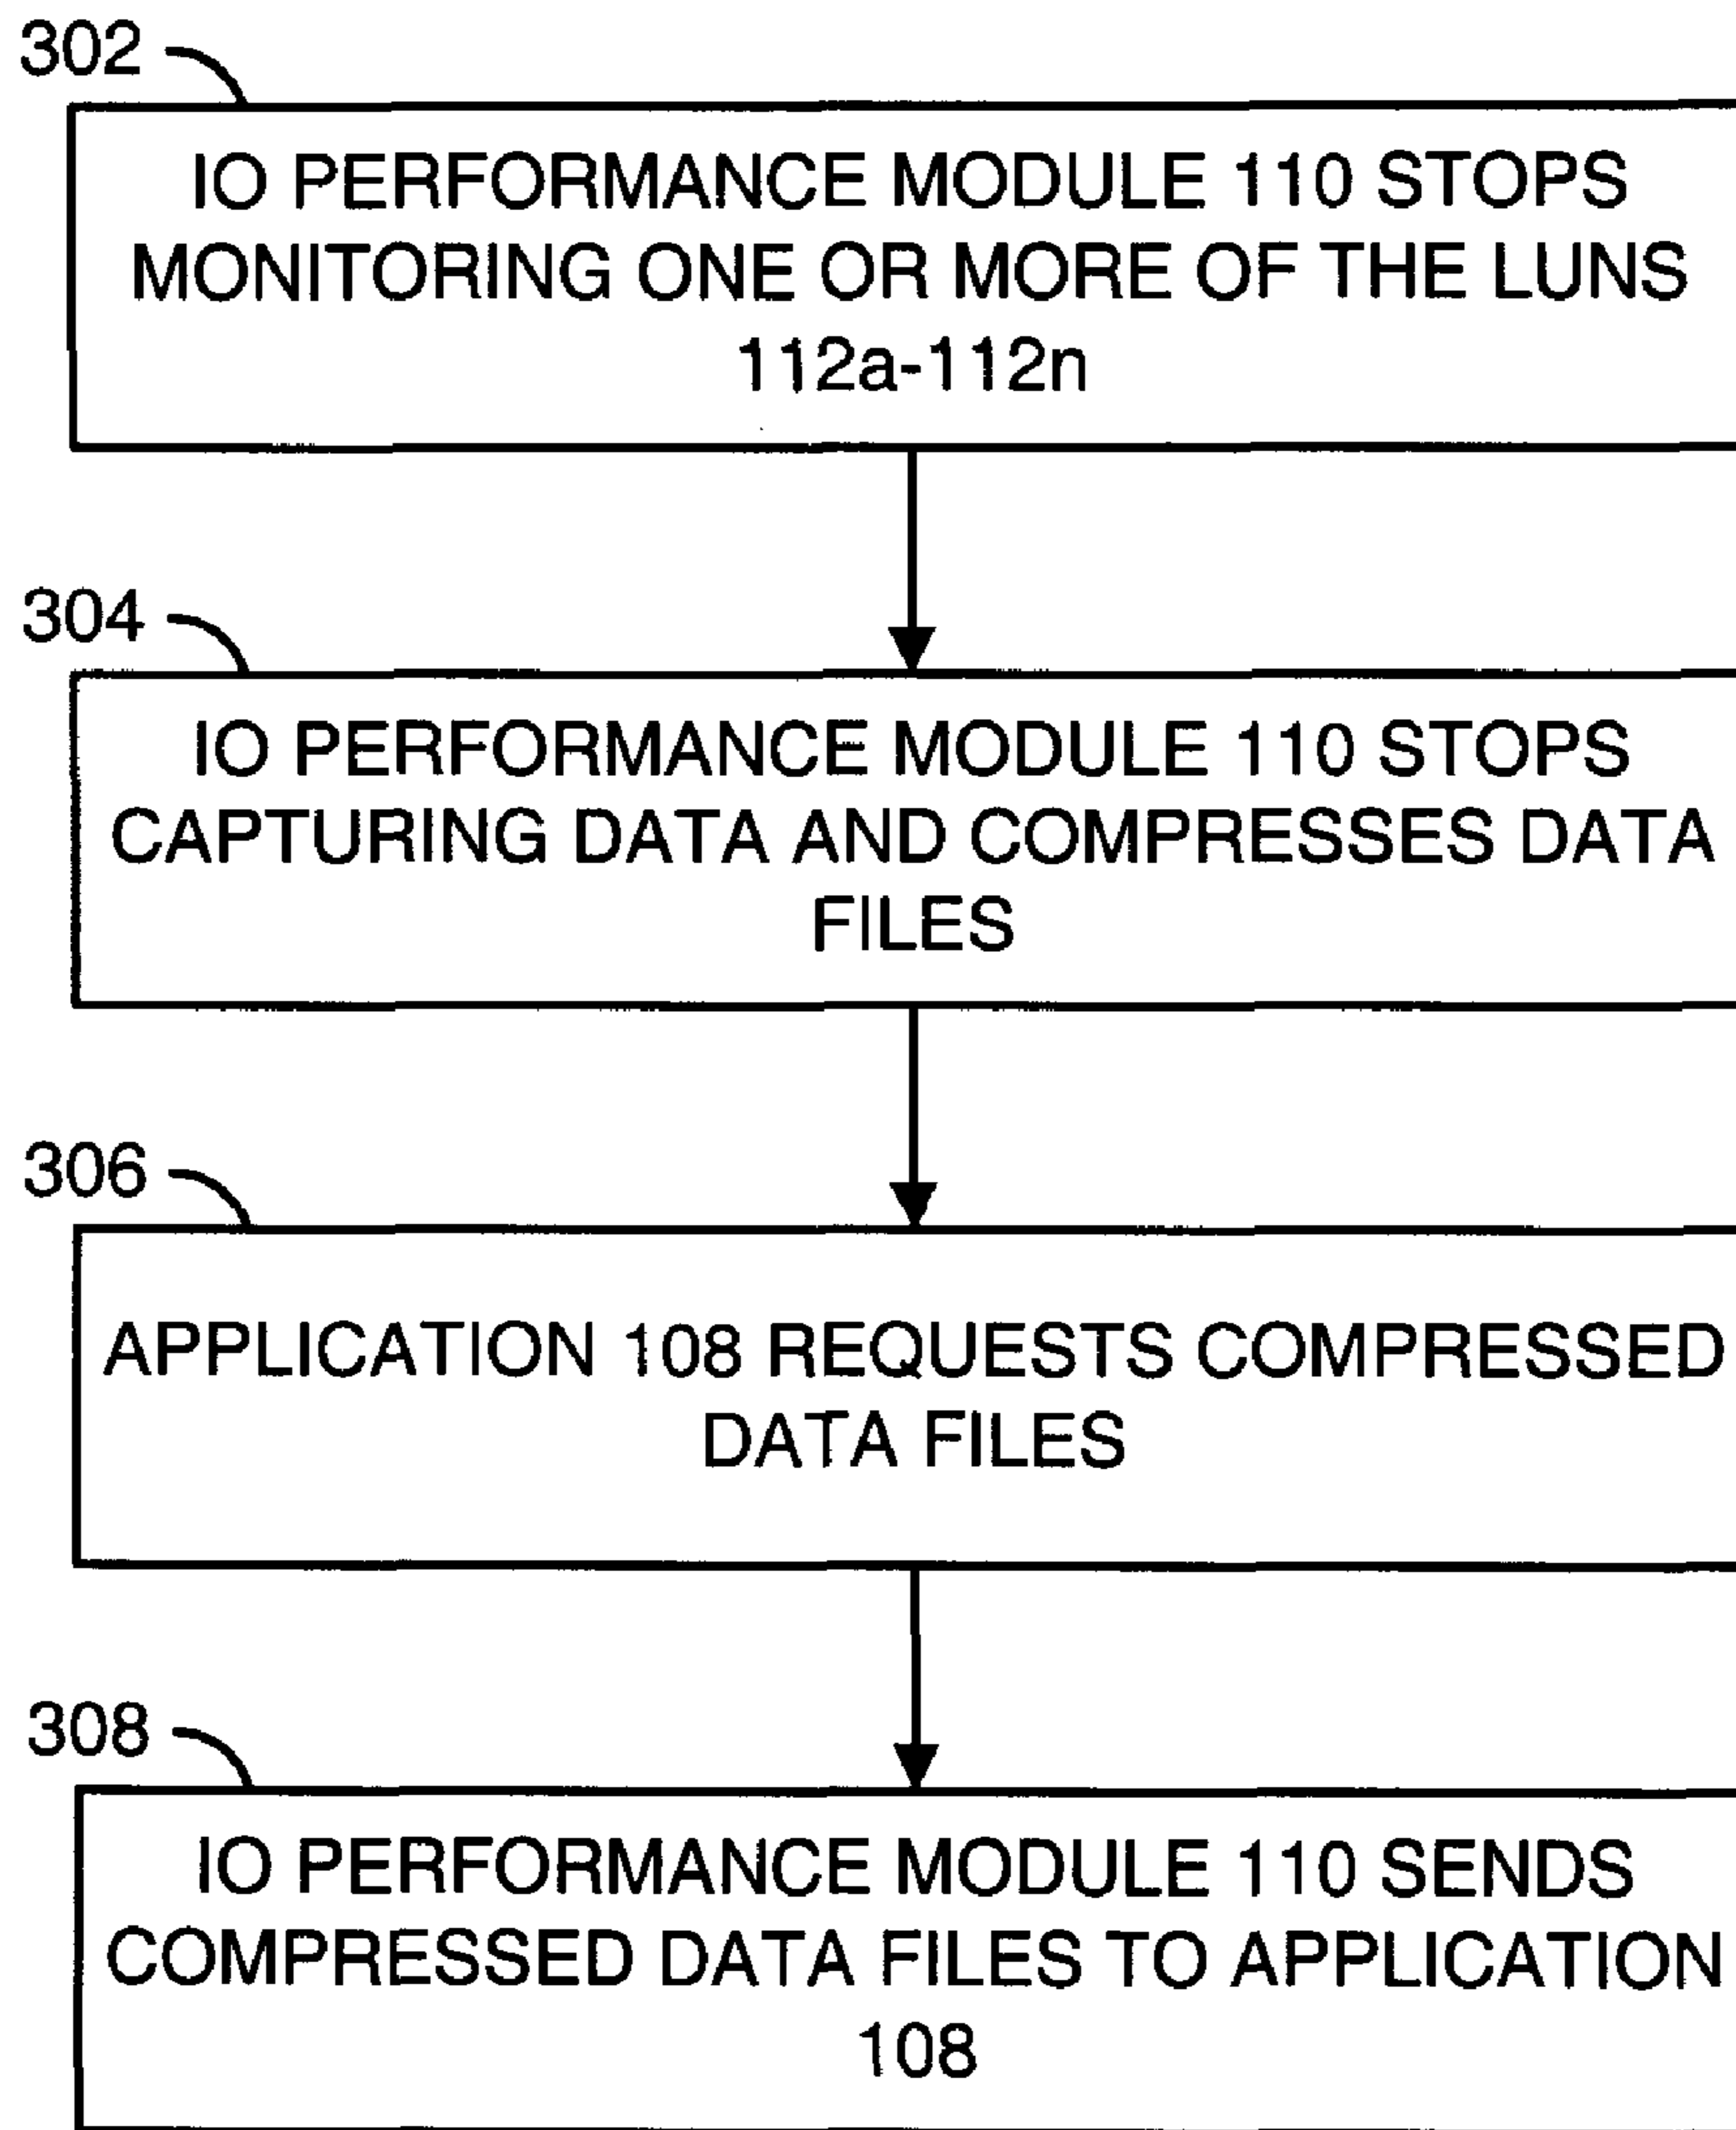 302
IO PERFORMANCE MODULE 110 STOPS
MONITORING ONE OR MORE OF THE LUNS
112a-112n
304
IO PERFORMANCE MODULE 110 STOPS
CAPTURING DATA AND COMPRESSES DATA
FILES
306
APPLICATION 108 REQUESTS COMPRESSED
DATA FILES
308
IO PERFORMANCE MODULE 110 SENDS
COMPRESSED DATA FILES TO APPLICATION
108